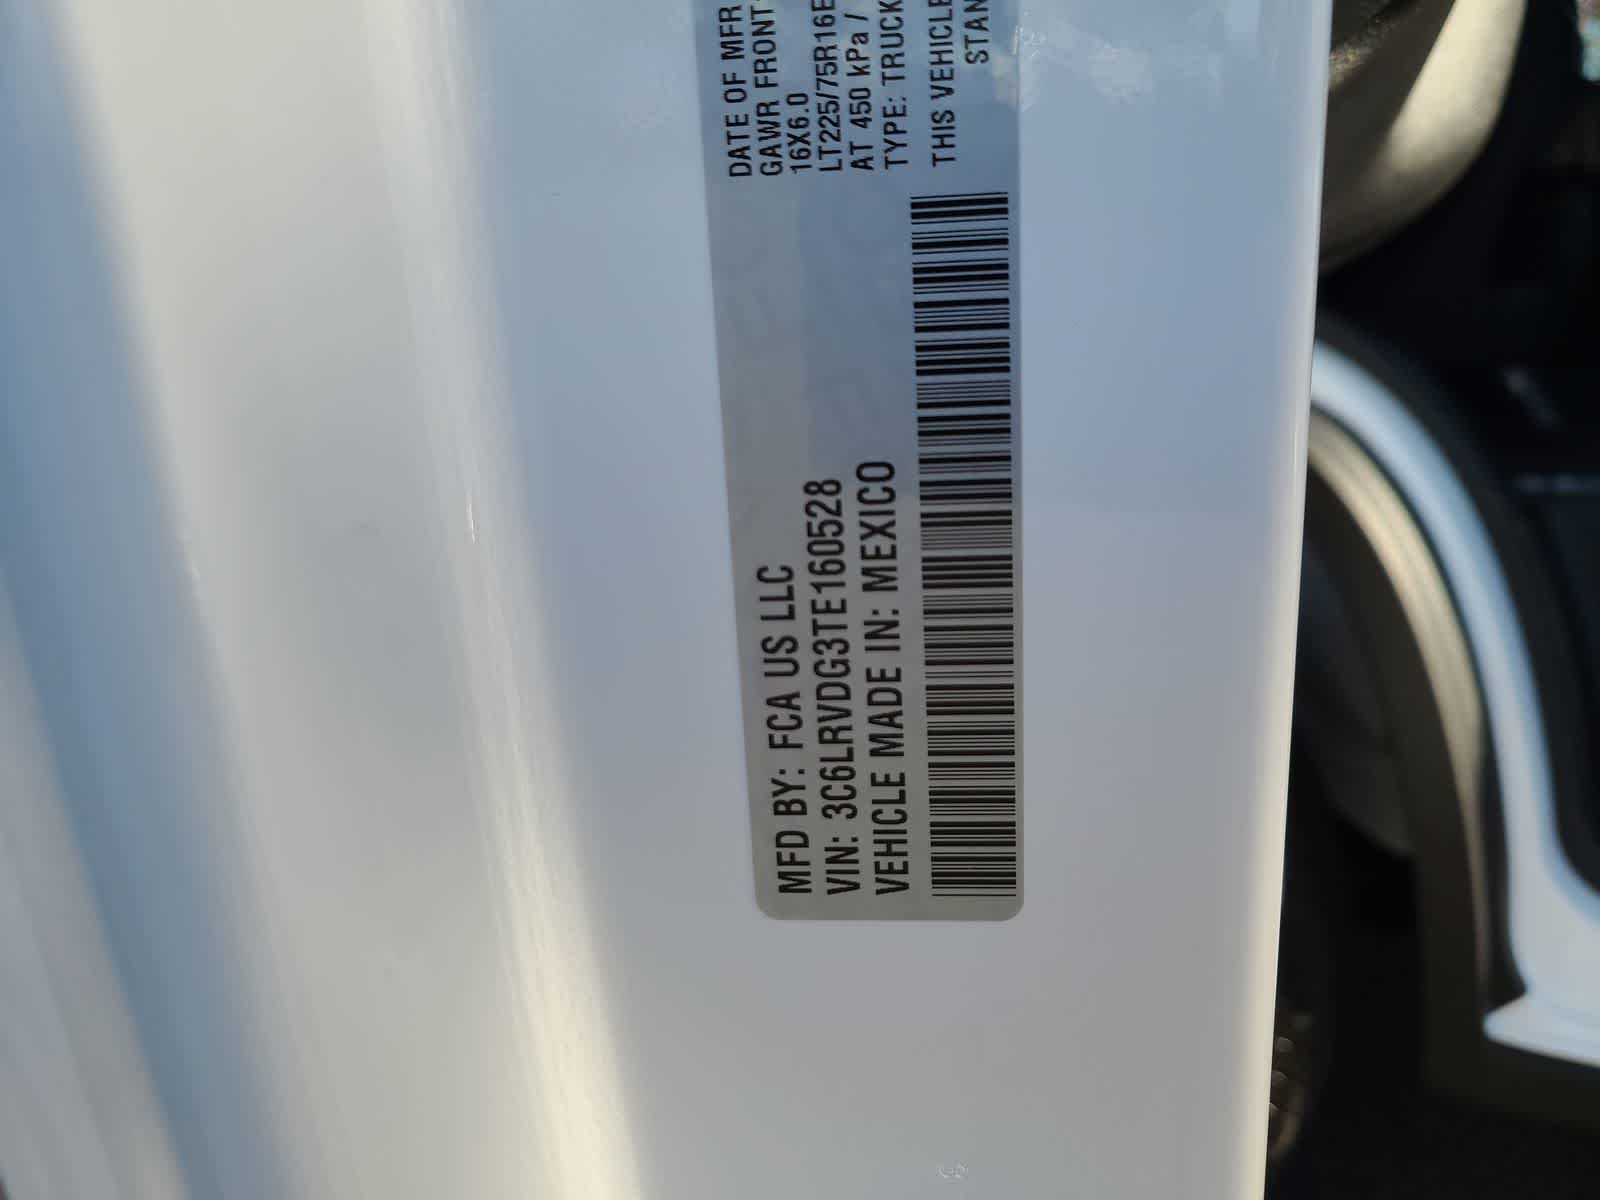 MFD BY: FCA US LLC
VIN: 3C6LRVDG3TE160528
VEHICLE MADE IN: MEXICO
DATE OF MFR
GAWR FRONT
16X6.0
LT225/75R16E
AT 450 kPa /
TYPE: TRUCK
THIS VEHICLE
STAN